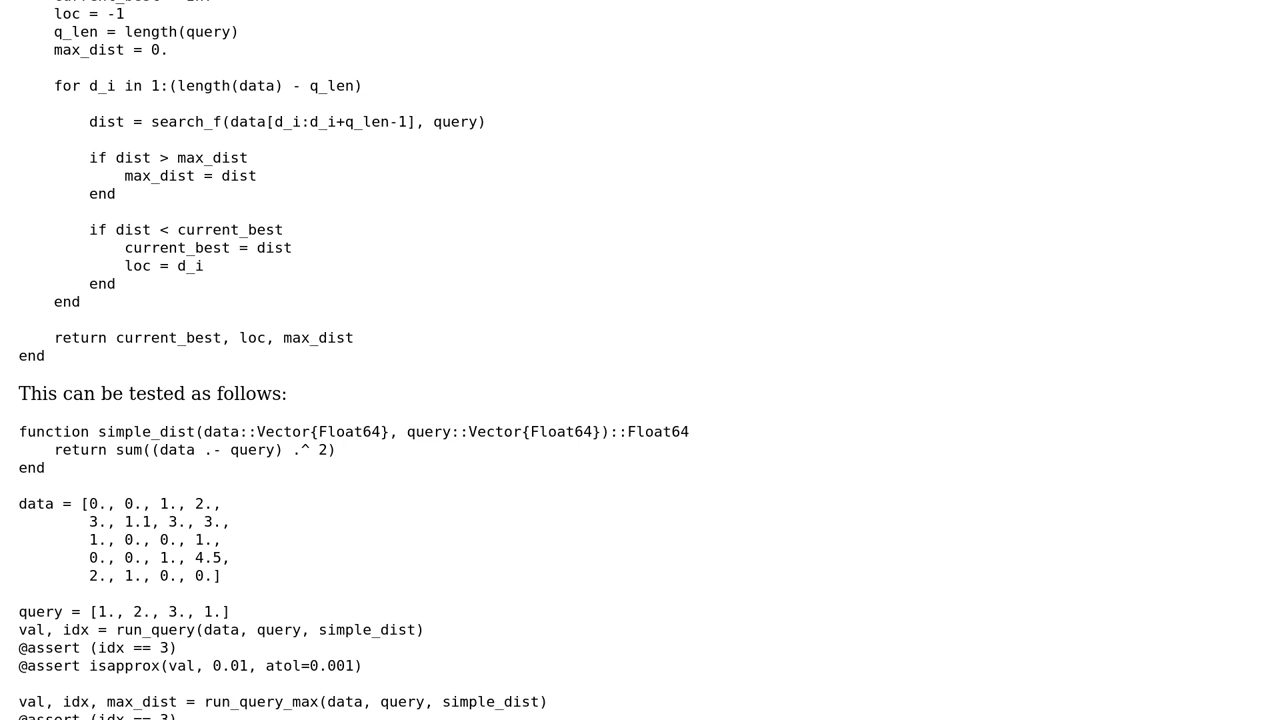 loc = -1
q_len = length(query)
max_dist = 0.
for d_i in 1:(length(data) - q_len)
dist = search_f(data[d_i:d_i+q_len-1], query)
if dist > max_dist
max_dist = dist
end
if dist < current_best
current_best = dist
loc = d_i
end
end
return current_best, loc, max_dist
end
This can be tested as follows:
function simple_dist(data::Vector{Float64}, query::Vector{Float64})::Float64
return sum((data .- query) .^ 2)
end
data = [0., 0., 1., 2.,
3., 1.1, 3., 3.,
1., 0., 0., 1.,
0., 0., 1., 4.5,
2., 1., 0., 0.]
query = [1., 2., 3., 1.]
val, idx = run_query(data, query, simple_dist)
@assert (idx == 3)
@assert isapprox(val, 0.01, atol=0.001)
val, idx, max_dist = run_query_max(data, query, simple_dist)
@assert (idx == 3)